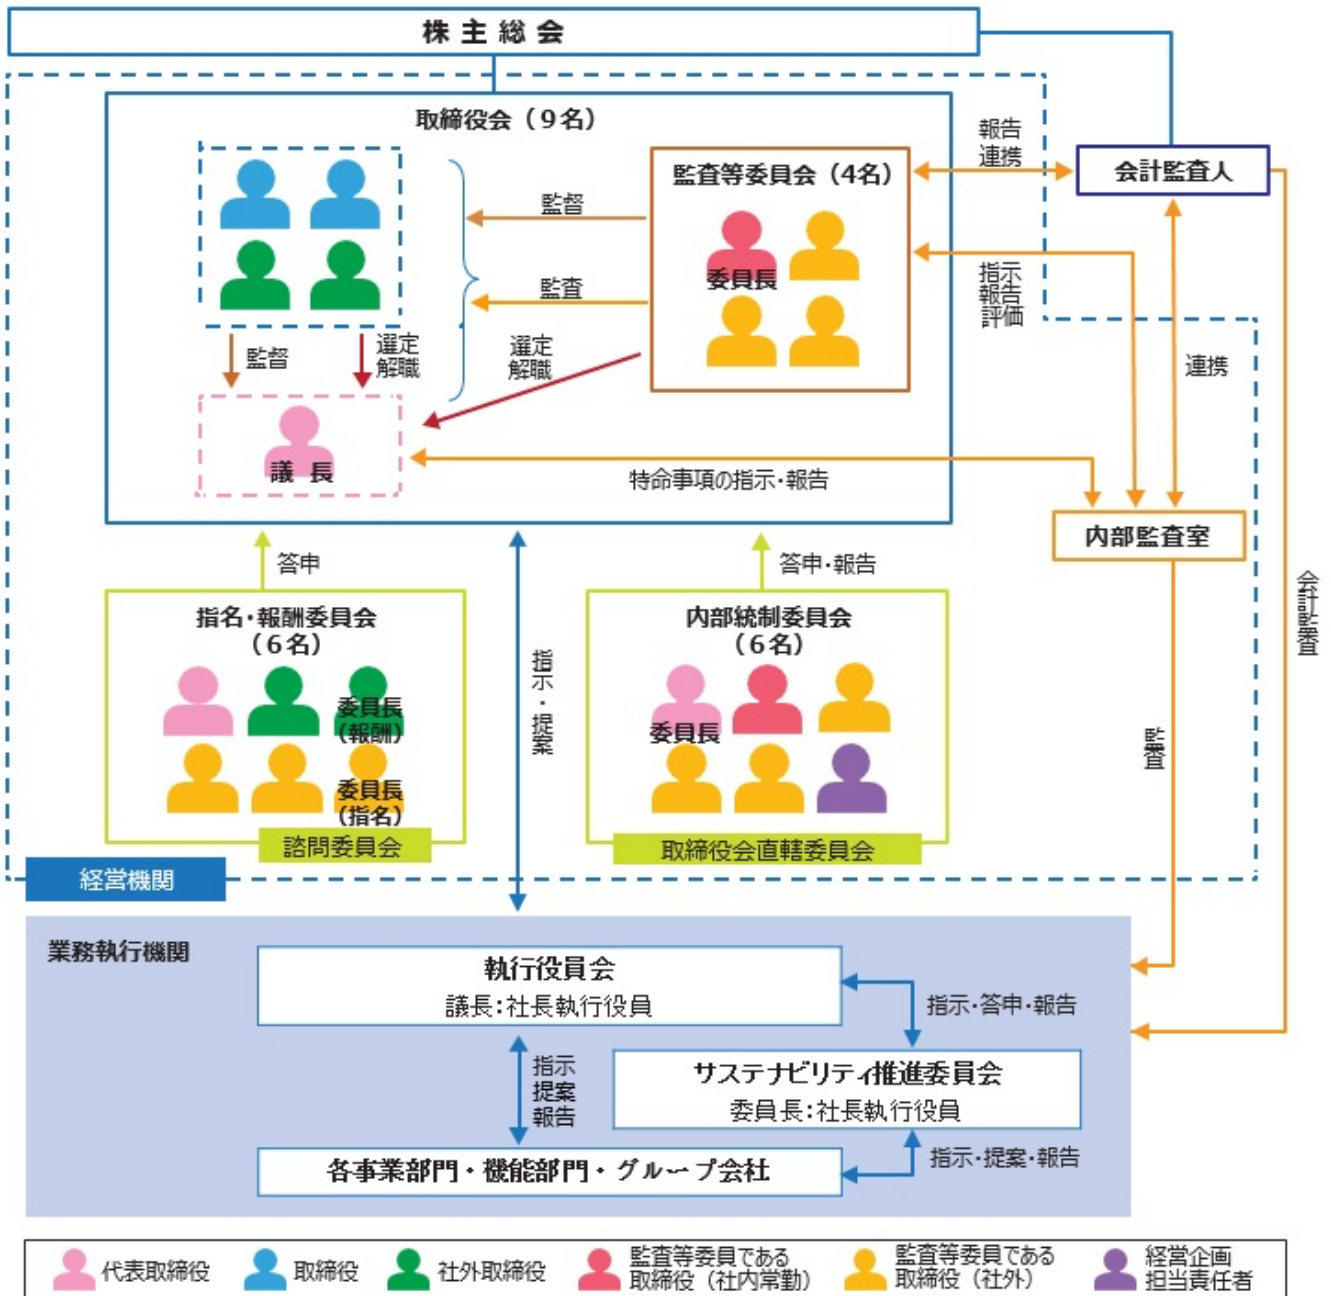 株主総会
取締役会（9名）
監査等委員会（4名）
委員長
報告
連携
会計監査人
監督
監査
指示
報告
評価
監督
選定
解職
選定
解職
連携
議 長
特命事項の指示・報告
内部監査室
答申
答申・報告
指名・報酬委員会
（6名）
委員長
（報酬）
委員長
（指名）
諮問委員会
指示・提案
内部統制委員会
（6名）
委員長
取締役会直轄委員会
監査
会計監査
経営機関
業務執行機関
執行役員会
議長：社長執行役員
指示・答申・報告
指示
提案
報告
サステナビリティ推進委員会
委員長：社長執行役員
各事業部門・機能部門・グループ会社
指示・提案・報告
代表取締役
取締役
社外取締役
監査等委員である
取締役（社内常勤）
監査等委員である
取締役（社外）
経営企画
担当責任者